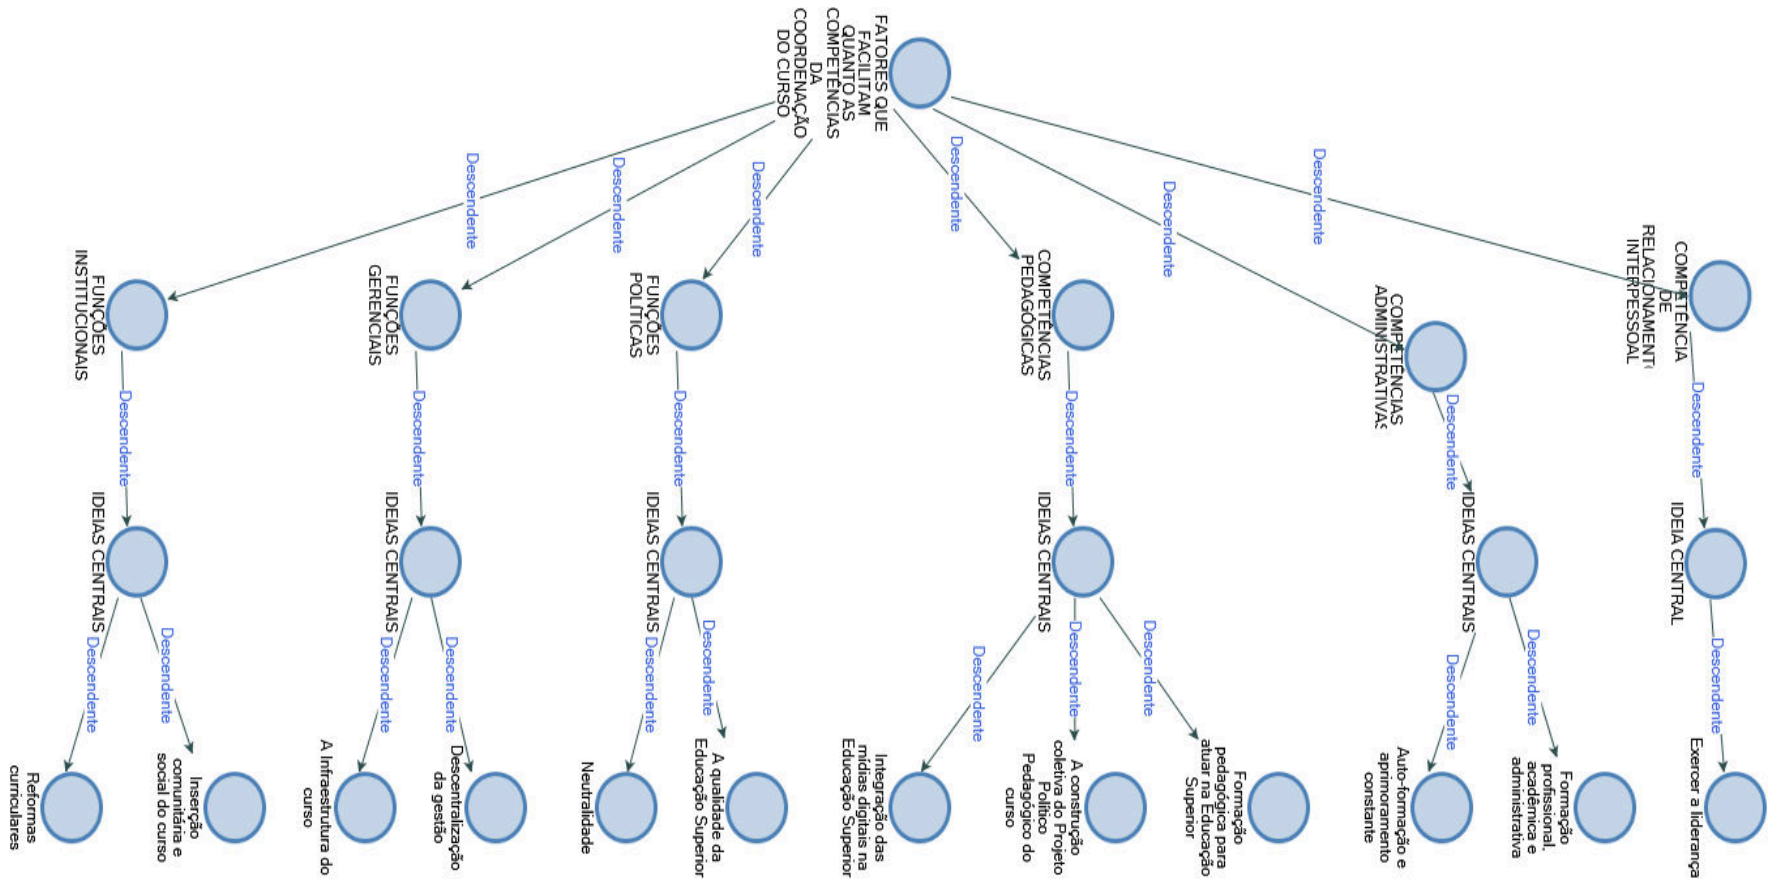 FATORES QUE
FACILITAM
QUANTO AS
COMPETÊNCIAS
DA
COORDENAÇÃO
DO CURSO
Descendente
Descendente
Descendente
Descendente
Descendente
Descendente
COMPETÊNCIA
DE
RELACIONAMENTO
INTERPESSOAL
COMPETÊNCIAS
ADMINISTRATIVAS
COMPETÊNCIAS
PEDAGÓGICAS
FUNÇÕES
POLÍTICAS
FUNÇÕES
GERENCIAIS
FUNÇÕES
INSTITUCIONAIS
Descendente
Descendente
Descendente
Descendente
Descendente
Descendente
IDEIA CENTRAL
IDEIAS CENTRAIS
IDEIAS CENTRAIS
IDEIAS CENTRAIS
IDEIAS CENTRAIS
IDEIAS CENTRAIS
Descendente
Descendente
Descendente
Descendente
Descendente
Descendente
Descendente
Descendente
Descendente
Descendente
Descendente
Descendente
Exercer a liderança
Formação
profissional,
acadêmica e
administrativa
Auto-formação e
aprimoramento
constante
Formação
pedagógica para
atuar na Educação
Superior
A construção
coletiva do Projeto
Político
Pedagógico do
curso
Integração das
mídias digitais na
Educação Superior
A qualidade da
Educação Superior
Neutralidade
Descentralização
da gestão
A Infraestrutura do
curso
Inserção
comunitária e
social do curso
Reformas
curriculares